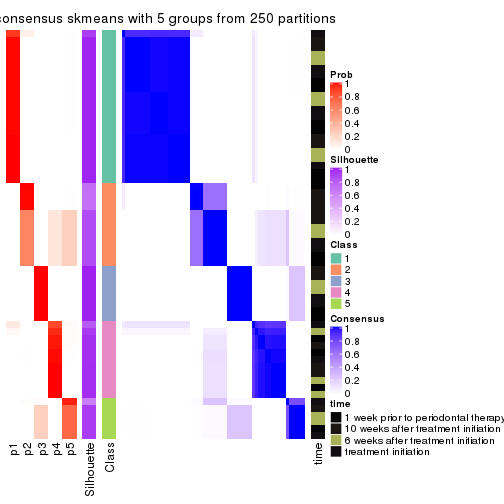 consensus skmeans with 5 groups from 250 partitions
Prob
1
0.8
0.6
0.4
0.2
0
Silhouette
1
0.8
0.6
0.4
0.2
0
Class
1
2
3
4
5
Consensus
1
0.8
0.6
0.4
0.2
0
time
1 week prior to periodontal therapy
10 weeks after treatment initiation
6 weeks after treatment initiation
treatment initiation
p1
p2
p3
p4
p5
Silhouette
Class
time